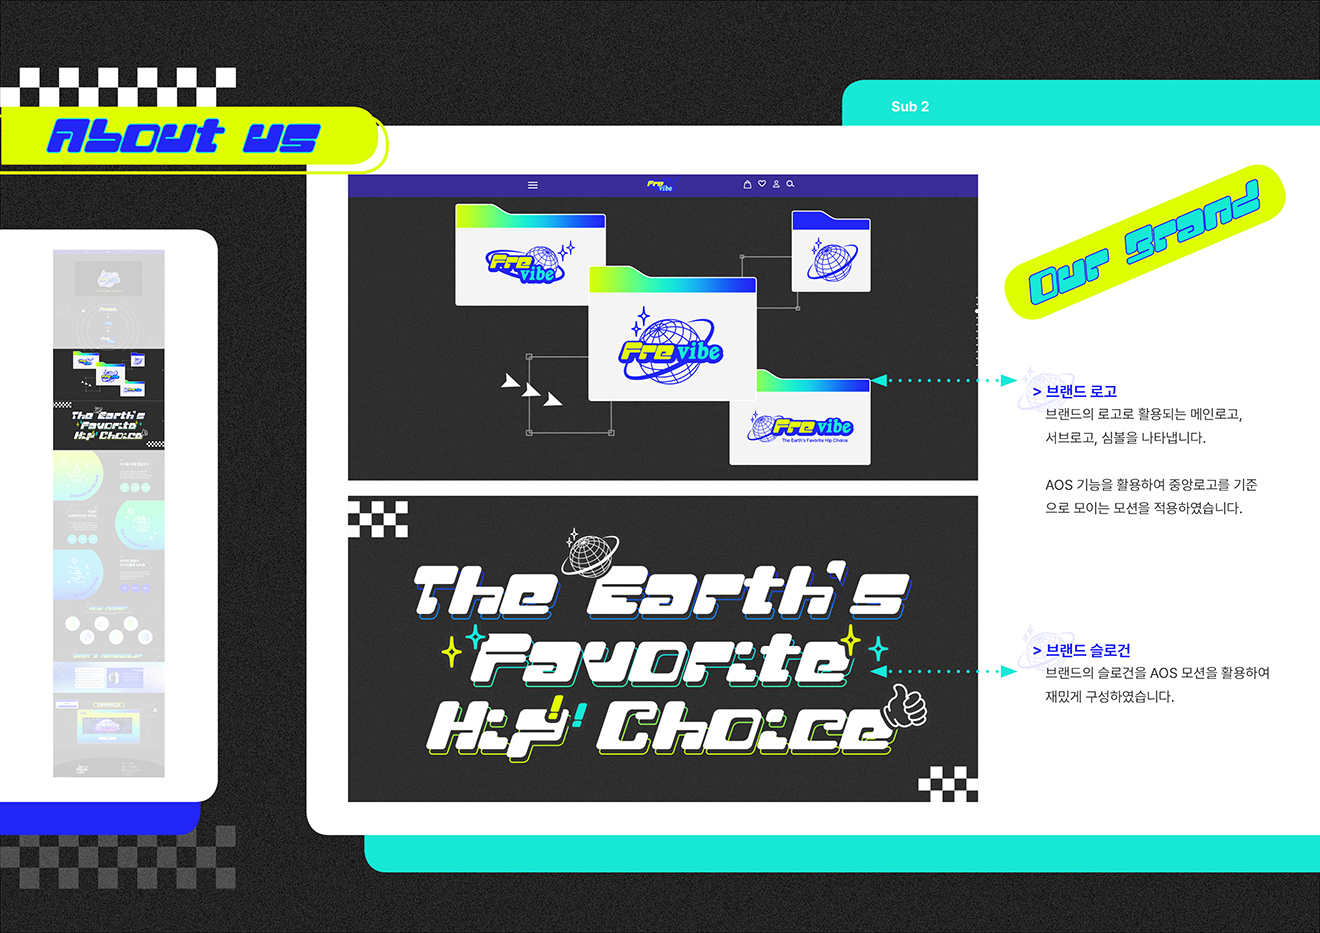 Sub 2
About us
Our Brand
Fre vibe
Fre vibe
Fre vibe
Fre vibe
The Earth's Favorite Hip Choice
> 브랜드 로고
브랜드의 로고로 활용되는 메인로고,
서브로고, 심볼을 나타냅니다.
AOS 기능을 활용하여 중앙로고를 기준
으로 모이는 모션을 적용하였습니다.
The Earth's
Favorite
Hip! Choice
> 브랜드 슬로건
브랜드의 슬로건을 AOS 모션을 활용하여
재밌게 구성하였습니다.
The Earth's
Favorite
Hip! Choice